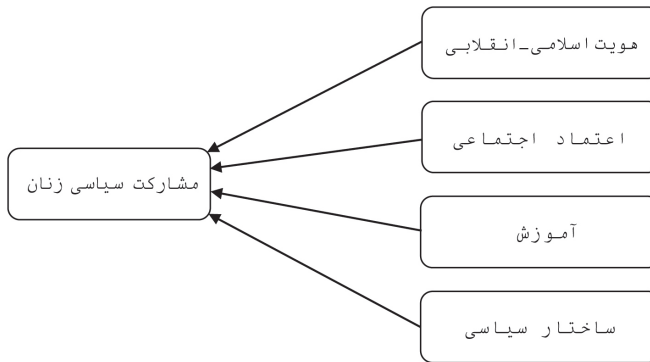 هویت اسلامی-انقلابی
اعتماد اجتماعی
مشارکت سیاسی زنان
آموزش
ساختار سیاسی